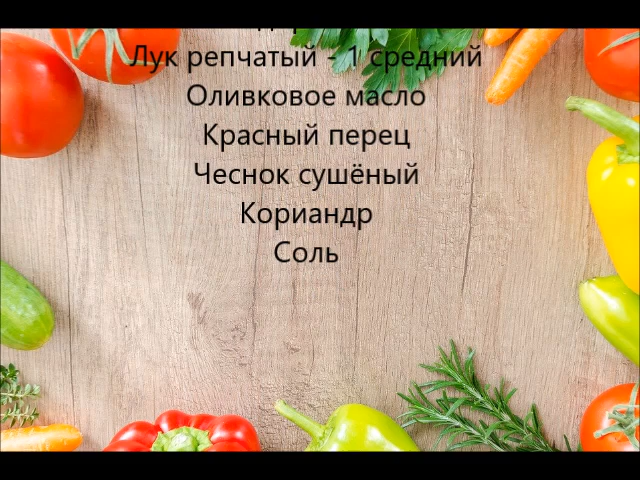 Лук репчатый - 1 средний
Оливковое масло
Красный перец
Чеснок сушёный
Кориандр
Соль